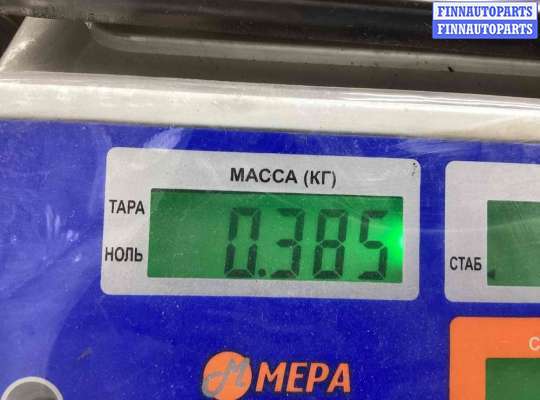 FINNAUTOPARTS
FINNAUTOPARTS
МАССА (КГ)
ТАРА
0.385
НОЛЬ
СТАБ.
МЕРА
С